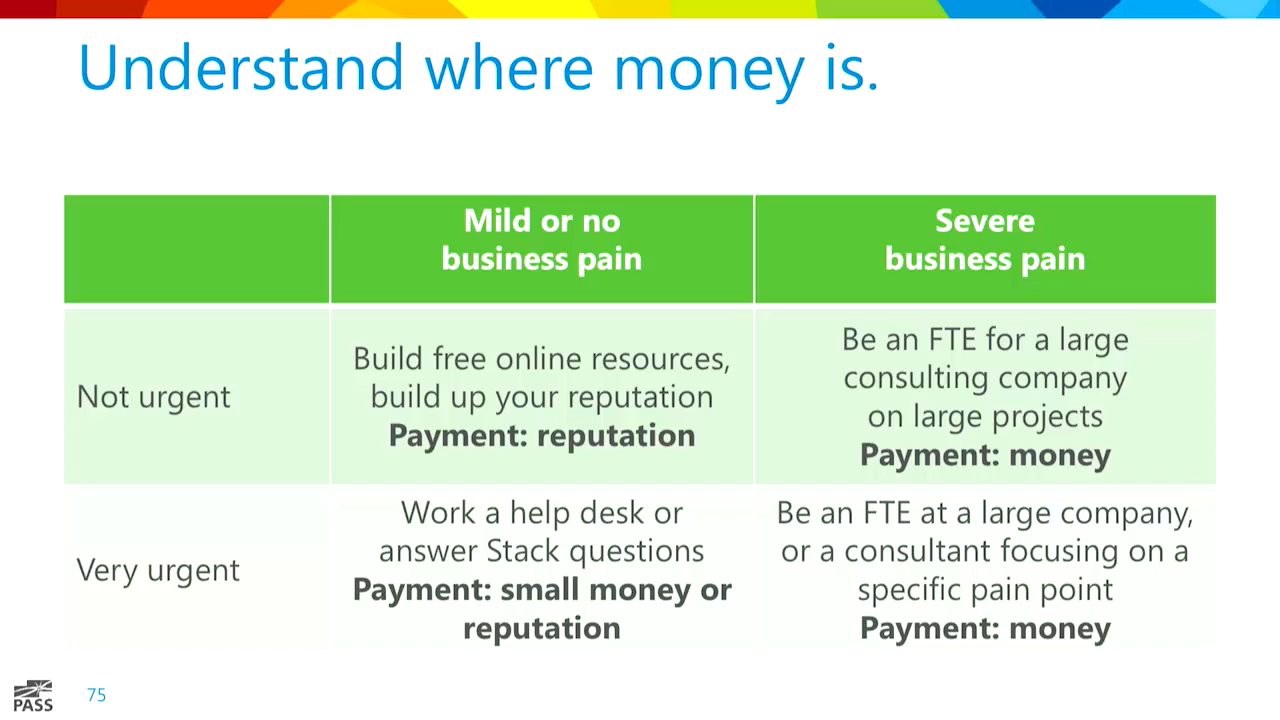 Understand where money is.
Mild or no
business pain
Severe
business pain
Not urgent
Build free online resources,
build up your reputation
Payment: reputation
Be an FTE for a large
consulting company
on large projects
Payment: money
Very urgent
Work a help desk or
answer Stack questions
Payment: small money or
reputation
Be an FTE at a large company,
or a consultant focusing on a
specific pain point
Payment: money
PASS
75